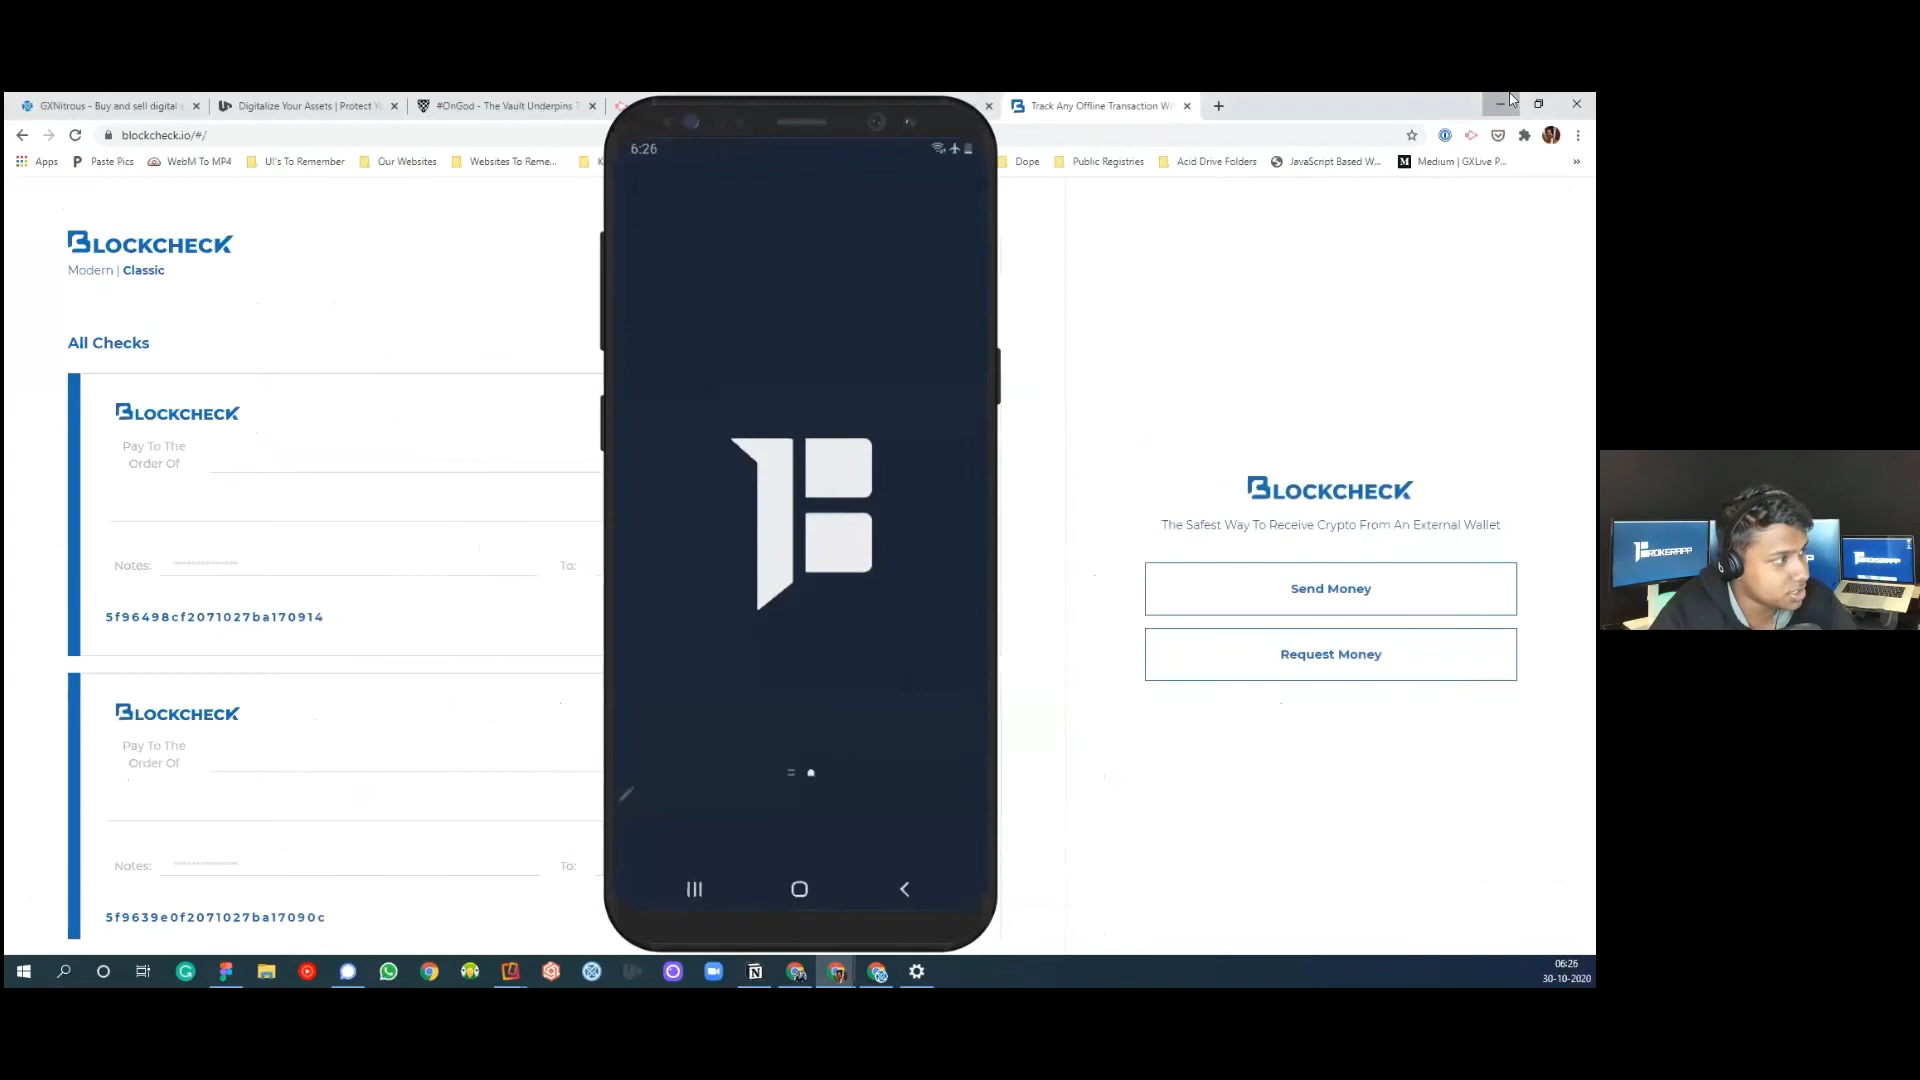 GXNitrous - Buy and sell digital
Digitalize Your Assets | Protect Y
#OnGod - The Vault Underpins T
Track Any Offline Transaction Wi
blockcheck.io/#/
Apps
Paste Pics
WebM To MP4
UI's To Remember
Our Websites
Websites To Reme...
K
Dope
Public Registries
Acid Drive Folders
JavaScript Based W...
Medium | GXLive P...
BLOCKCHECK
Modern | Classic
All Checks
BLOCKCHECK
Pay To The
Order Of
Notes:
To:
5f96498cf2071027ba170914
BLOCKCHECK
Pay To The
Order Of
Notes:
To:
5f9639e0f2071027ba17090c
6:26
BLOCKCHECK
The Safest Way To Receive Crypto From An External Wallet
Send Money
Request Money
BROKERAPP
06:26
30-10-2020